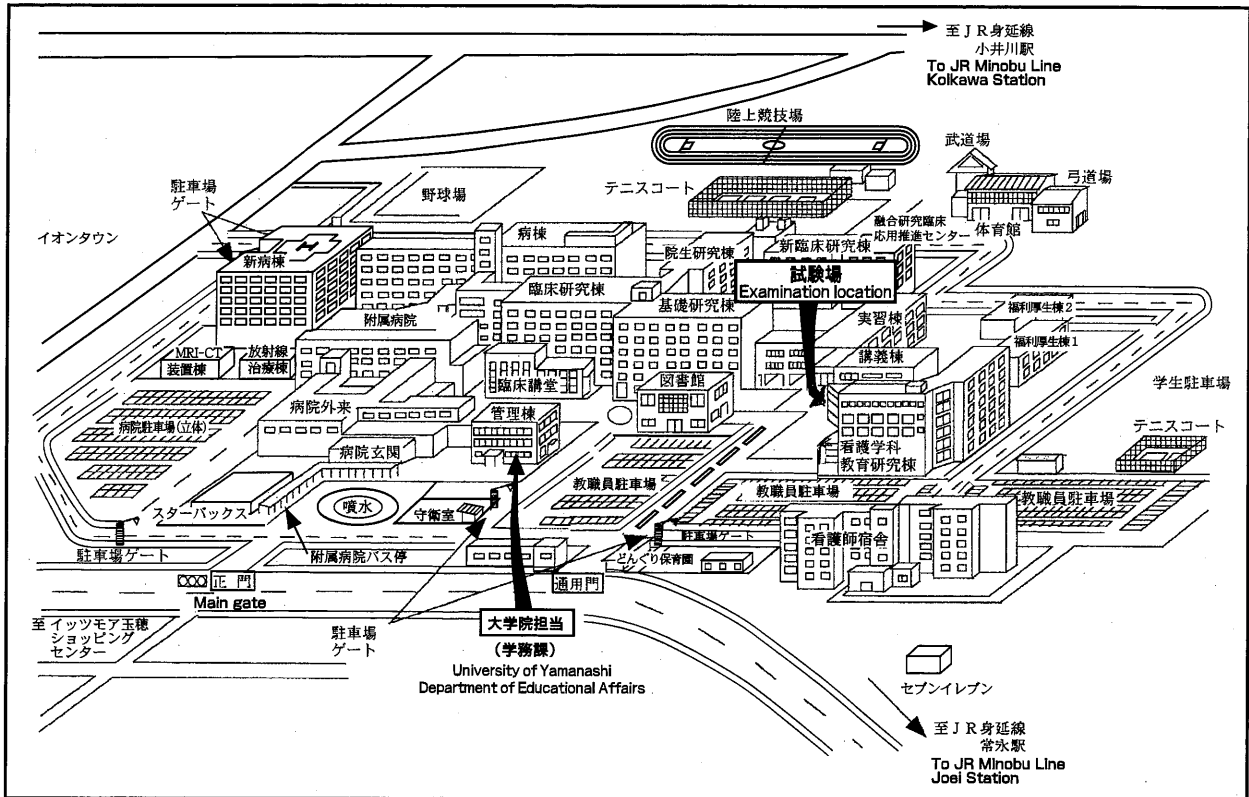 至JR身延線
小井川駅
To JR Minobu Line
Kolkawa Station
陸上競技場
武道場
弓道場
駐車場
ゲート
野球場
テニスコート
融合研究臨床
応用推進センター
体育館
イオンタウン
病棟
新病棟
院生研究棟
新臨床研究棟
試験場
Examination location
臨床研究棟
基礎研究棟
附属病院
実習棟
福利厚生棟2
福利厚生棟1
MRI-CT
装置棟
放射線
治療棟
講義棟
臨床講堂
図書館
学生駐車場
病院外来
管理棟
病院駐車場(立体)
テニスコート
病院玄関
看護学科
教育研究棟
教職員駐車場
教職員駐車場
教職員駐車場
スターバックス
噴水
守衛室
看護師宿舎
駐車場ゲート
附属病院バス停
駐車場ゲート
どんぐり保育園
正門
Main gate
通用門
至イッツモア玉穂
ショッピング
センター
駐車場
ゲート
大学院担当
(学務課)
University of Yamanashi
Department of Educational Affairs
セブンイレブン
至JR身延線
常永駅
To JR Minobu Line
Joei Station